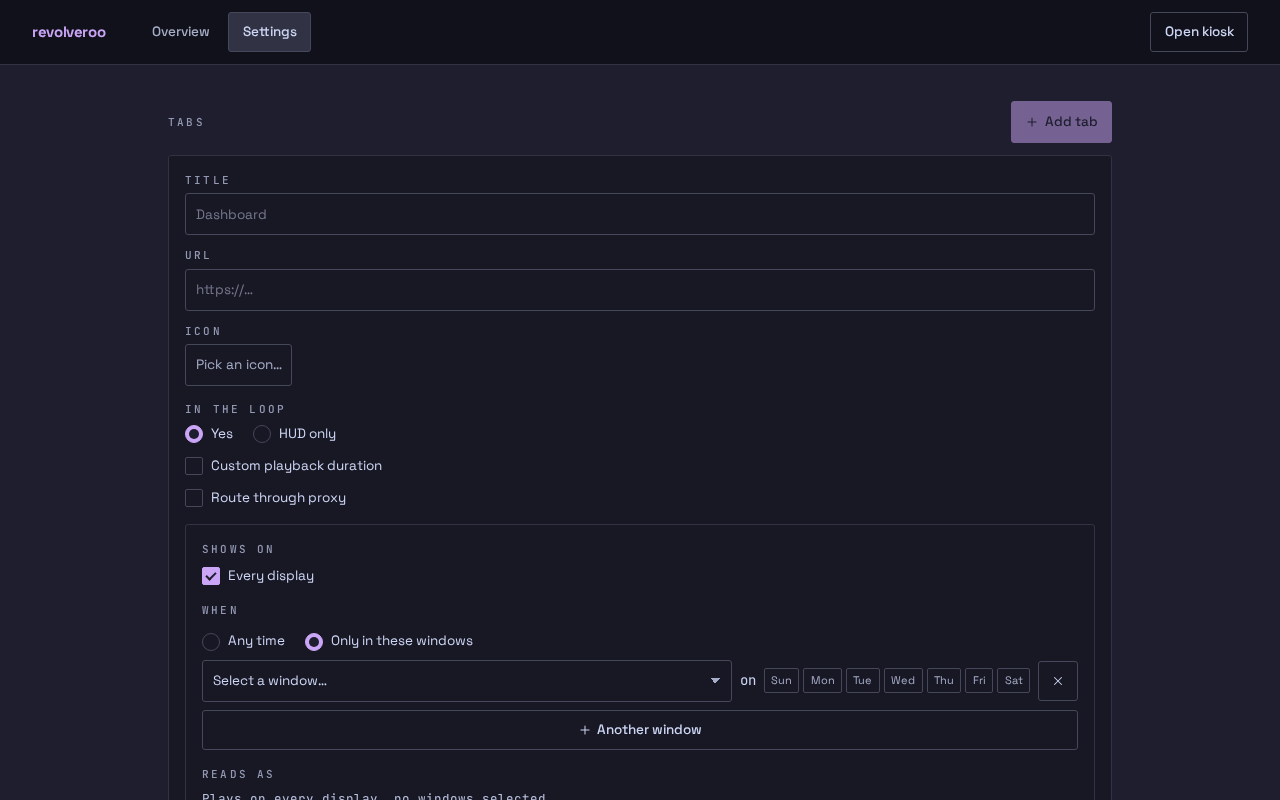 revolveroo Overview Settings Open kiosk
TABS + Add tab
TITLE
Dashboard
URL
https://…
ICON
Pick an icon…
IN THE LOOP
Yes HUD only
Custom playback duration
Route through proxy
SHOWS ON
Every display
WHEN
Any time Only in these windows
Select a window… on Sun Mon Tue Wed Thu Fri Sat ×
+ Another window
READS AS
Plays on every display, no windows selected